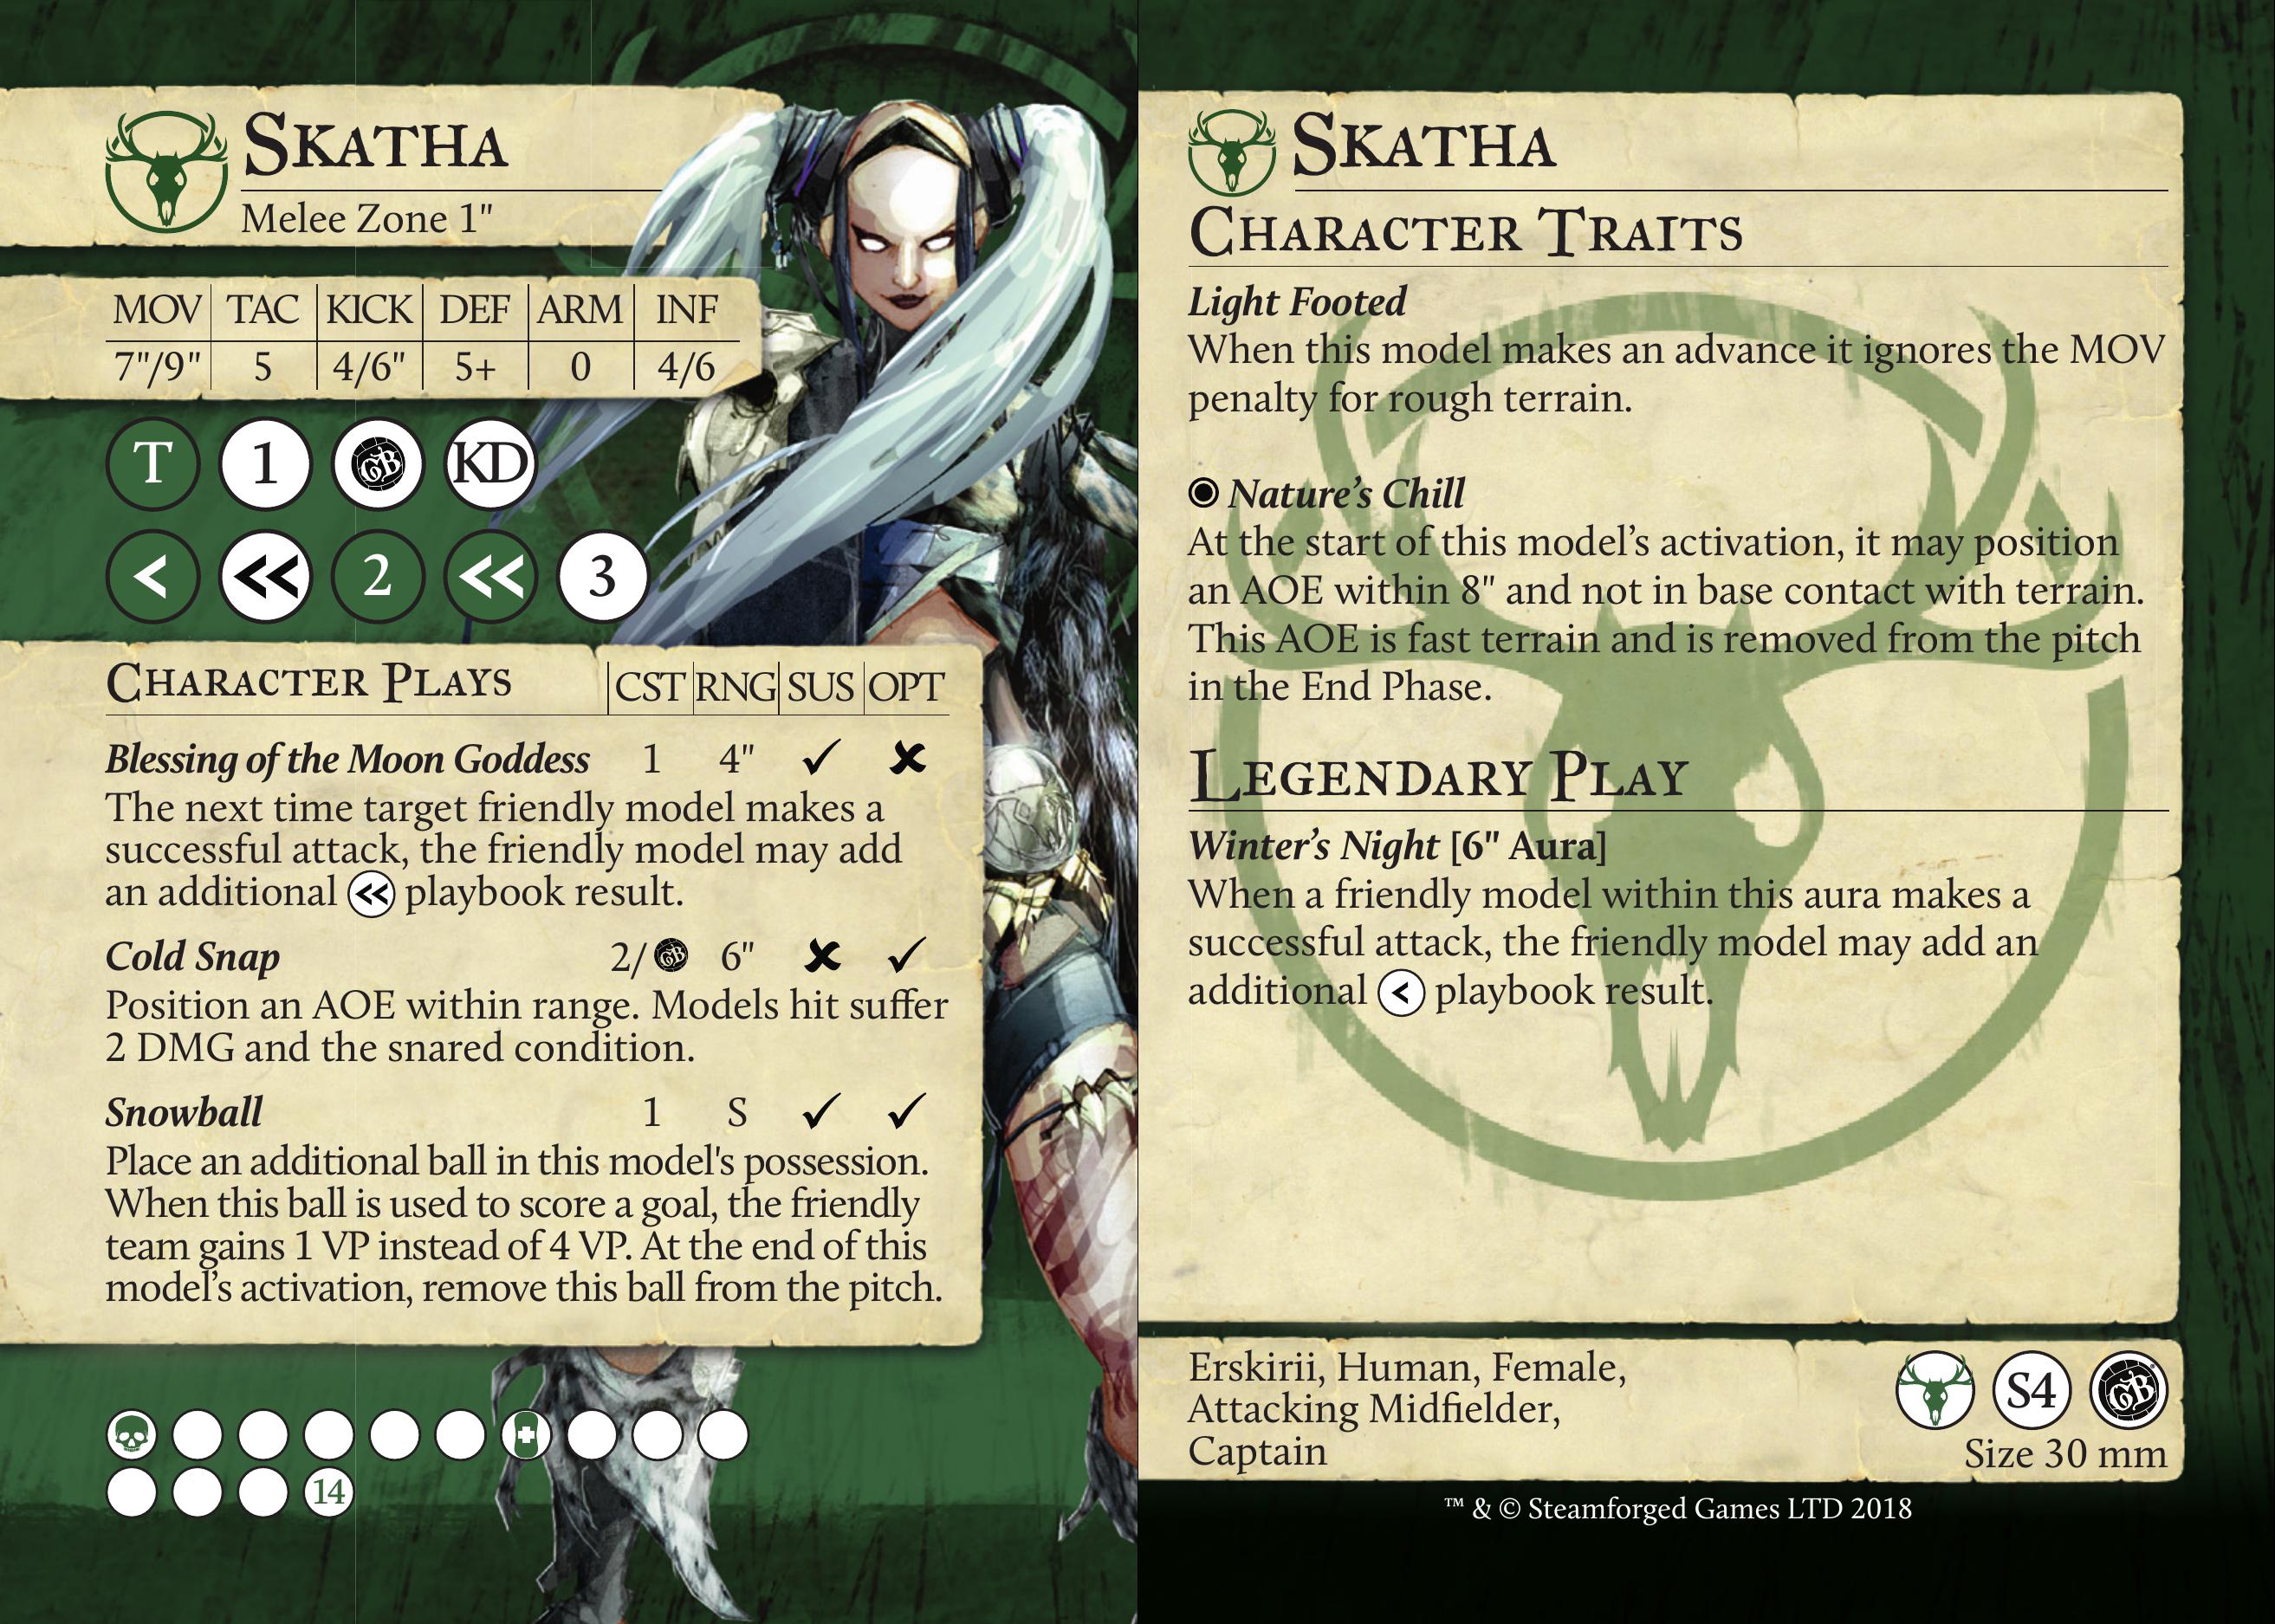 SKATHA
Melee Zone 1"
MOV TAC KICK DEF ARM INF
7"/9" 5 4/6" 5+ 0 4/6
T 1 GB KD
< << 2 << 3
CHARACTER PLAYS CST RNG SUS OPT
Blessing of the Moon Goddess 1 4" ✓ ✘
The next time target friendly model makes a
successful attack, the friendly model may add
an additional << playbook result.
Cold Snap 2/GB 6" ✘ ✓
Position an AOE within range. Models hit suffer
2 DMG and the snared condition.
Snowball 1 S ✓ ✓
Place an additional ball in this model's possession.
When this ball is used to score a goal, the friendly
team gains 1 VP instead of 4 VP. At the end of this
model's activation, remove this ball from the pitch.
14
SKATHA
CHARACTER TRAITS
Light Footed
When this model makes an advance it ignores the MOV
penalty for rough terrain.
Nature's Chill
At the start of this model's activation, it may position
an AOE within 8" and not in base contact with terrain.
This AOE is fast terrain and is removed from the pitch
in the End Phase.
LEGENDARY PLAY
Winter's Night [6" Aura]
When a friendly model within this aura makes a
successful attack, the friendly model may add an
additional < playbook result.
Erskirii, Human, Female,
Attacking Midfielder,
Captain
S4 GB
Size 30 mm
™ & © Steamforged Games LTD 2018